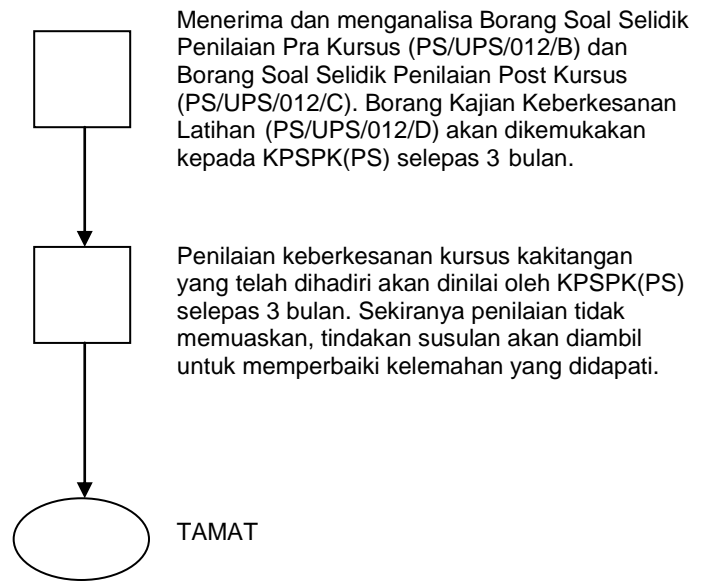 Menerima dan menganalisa Borang Soal Selidik
Penilaian Pra Kursus (PS/UPS/012/B) dan
Borang Soal Selidik Penilaian Post Kursus
(PS/UPS/012/C). Borang Kajian Keberkesanan
Latihan (PS/UPS/012/D) akan dikemukakan
kepada KPSPK(PS) selepas 3 bulan.
Penilaian keberkesanan kursus kakitangan
yang telah dihadiri akan dinilai oleh KPSPK(PS)
selepas 3 bulan. Sekiranya penilaian tidak
memuaskan, tindakan susulan akan diambil
untuk memperbaiki kelemahan yang didapati.
TAMAT